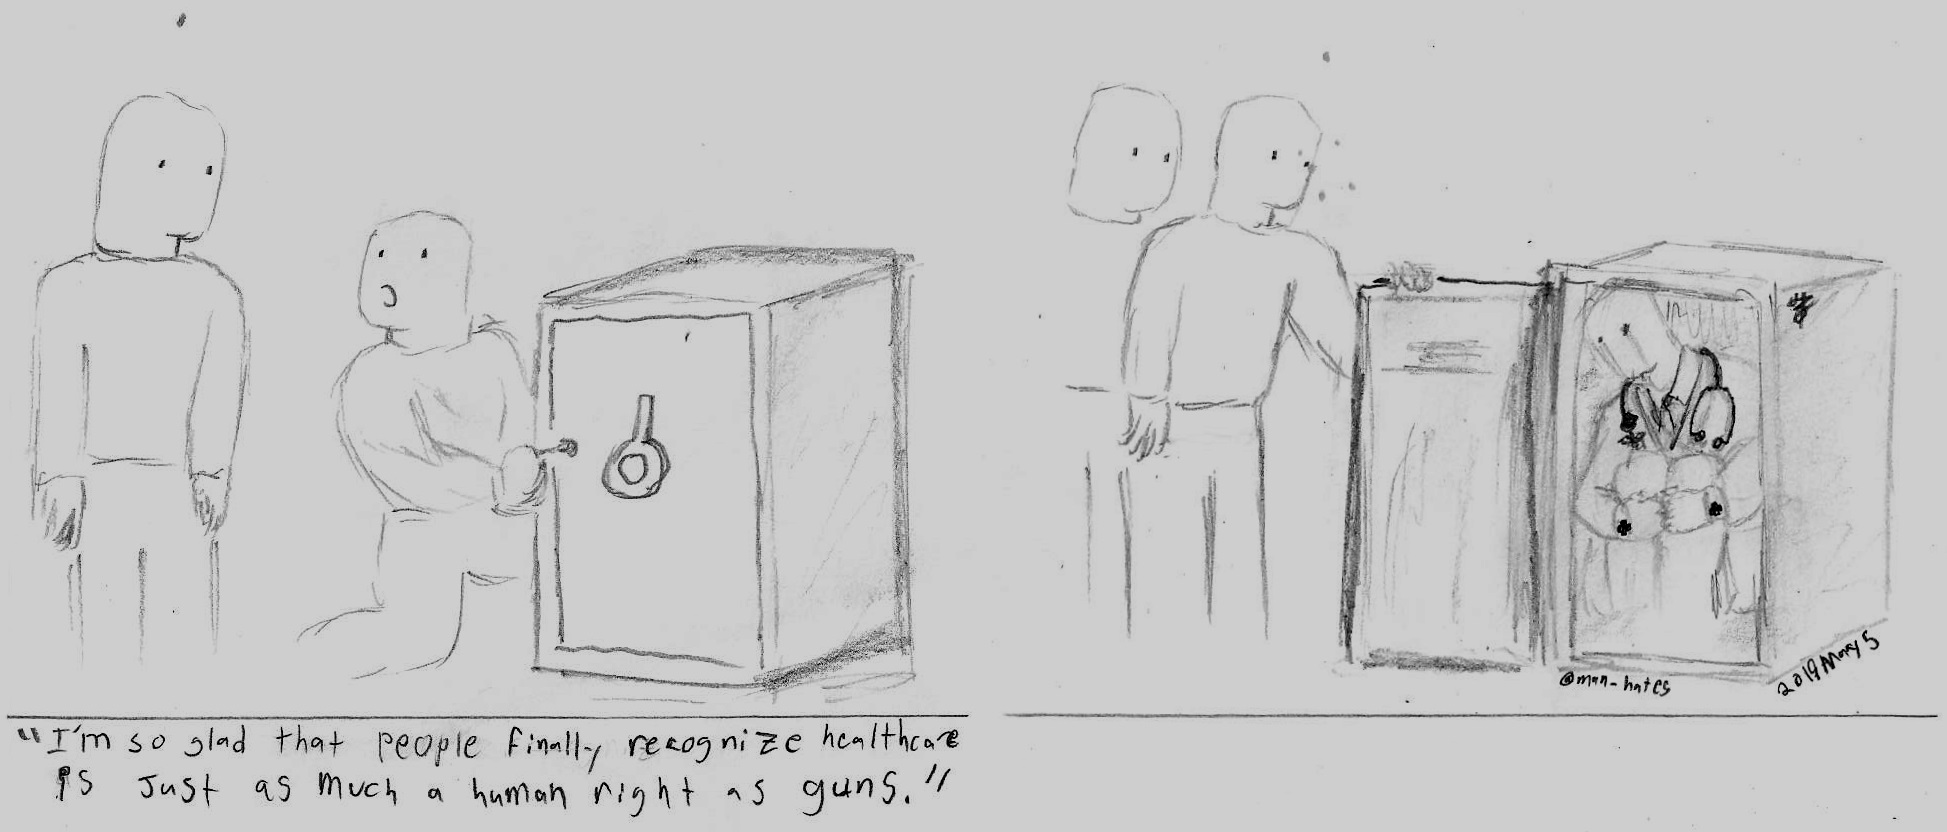 "I'm so glad that people finally recognize healthcare
is just as much a human right as guns."
@man-hates
2019 May 5